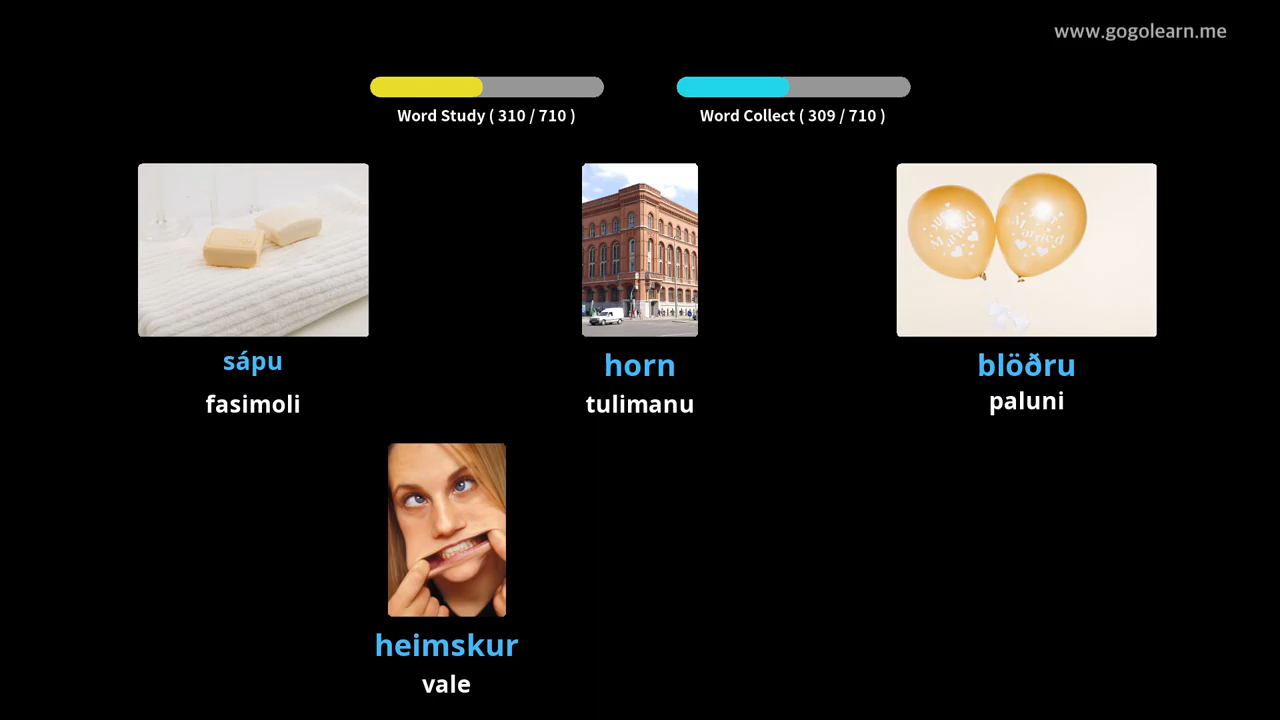 www.gogolearn.me
Word Study ( 310 / 710 )
Word Collect ( 309 / 710 )
sápu
fasimoli
horn
tulimanu
blöðru
paluni
heimskur
vale